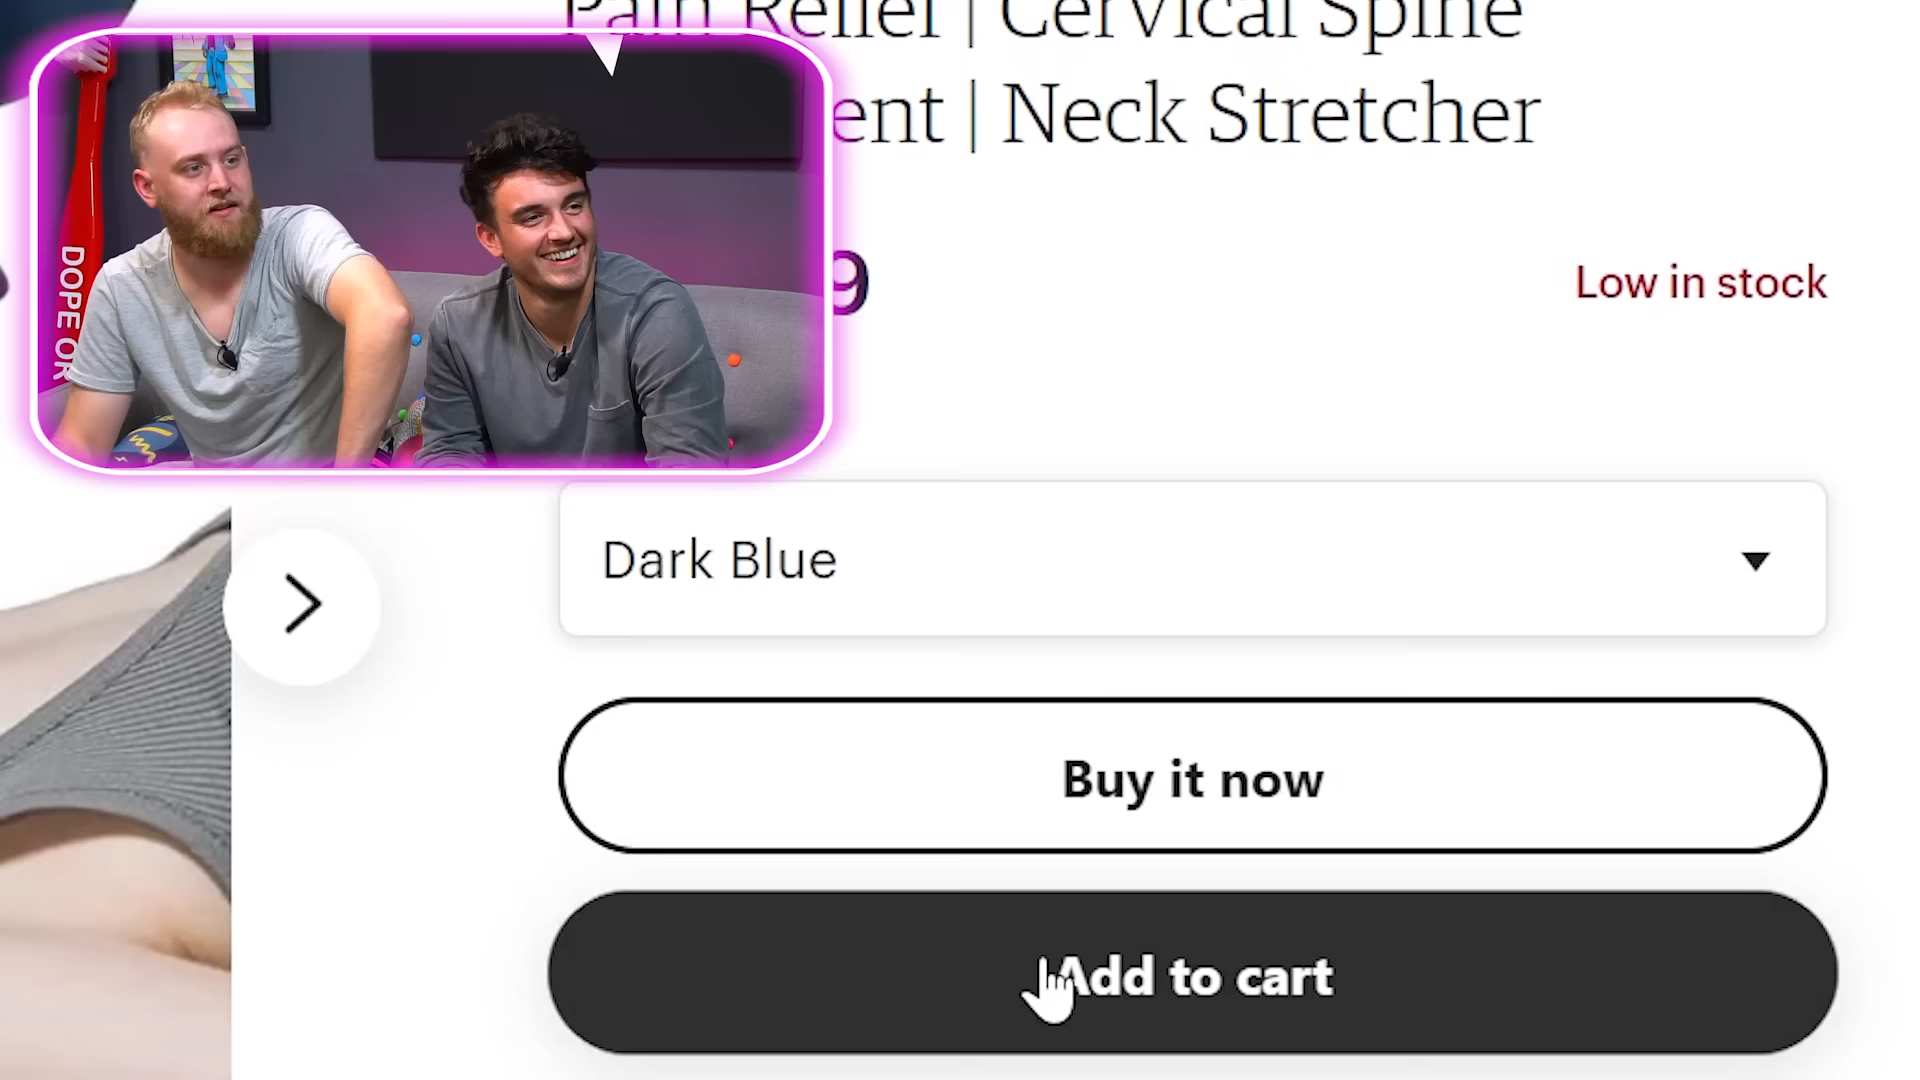 Pain Relief | Cervical Spine
ent | Neck Stretcher
9
Low in stock
DOPE OR
Dark Blue
Buy it now
Add to cart